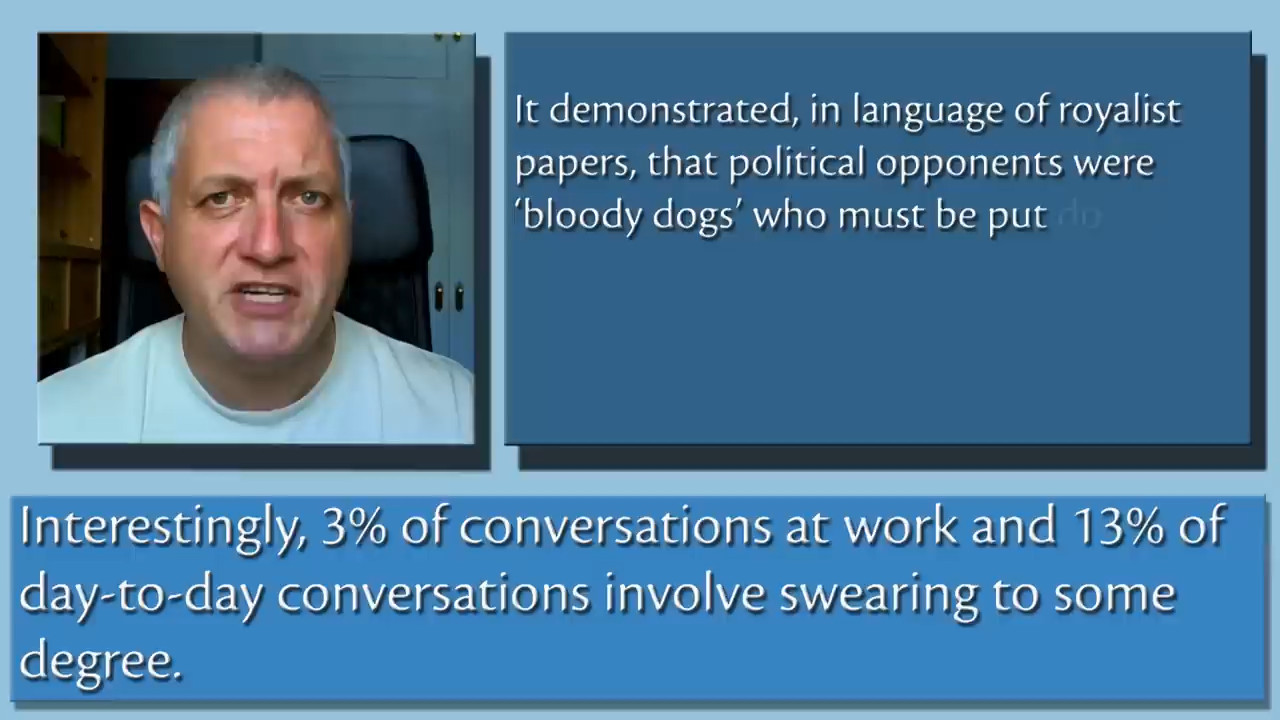 It demonstrated, in language of royalist
papers, that political opponents were
‘bloody dogs’ who must be put do
Interestingly, 3% of conversations at work and 13% of
day-to-day conversations involve swearing to some
degree.